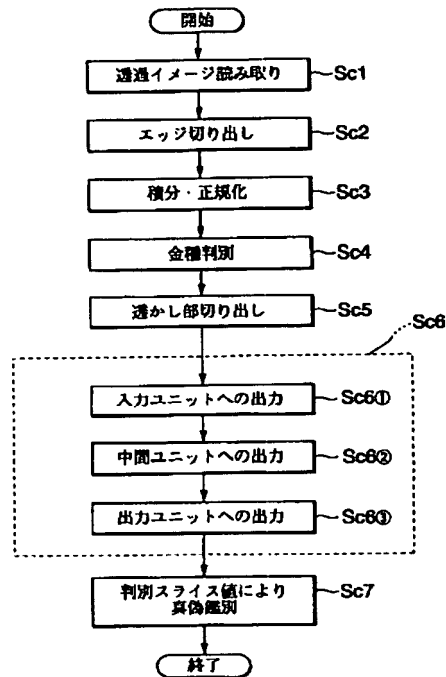 開始
透過イメージ読み取り Sc1
エッジ切り出し Sc2
積分・正規化 Sc3
金種判別 Sc4
透かし部切り出し Sc5
Sc6
入力ユニットへの出力 Sc6①
中間ユニットへの出力 Sc6②
出力ユニットへの出力 Sc6③
判別スライス値により Sc7
真偽鑑別
終了